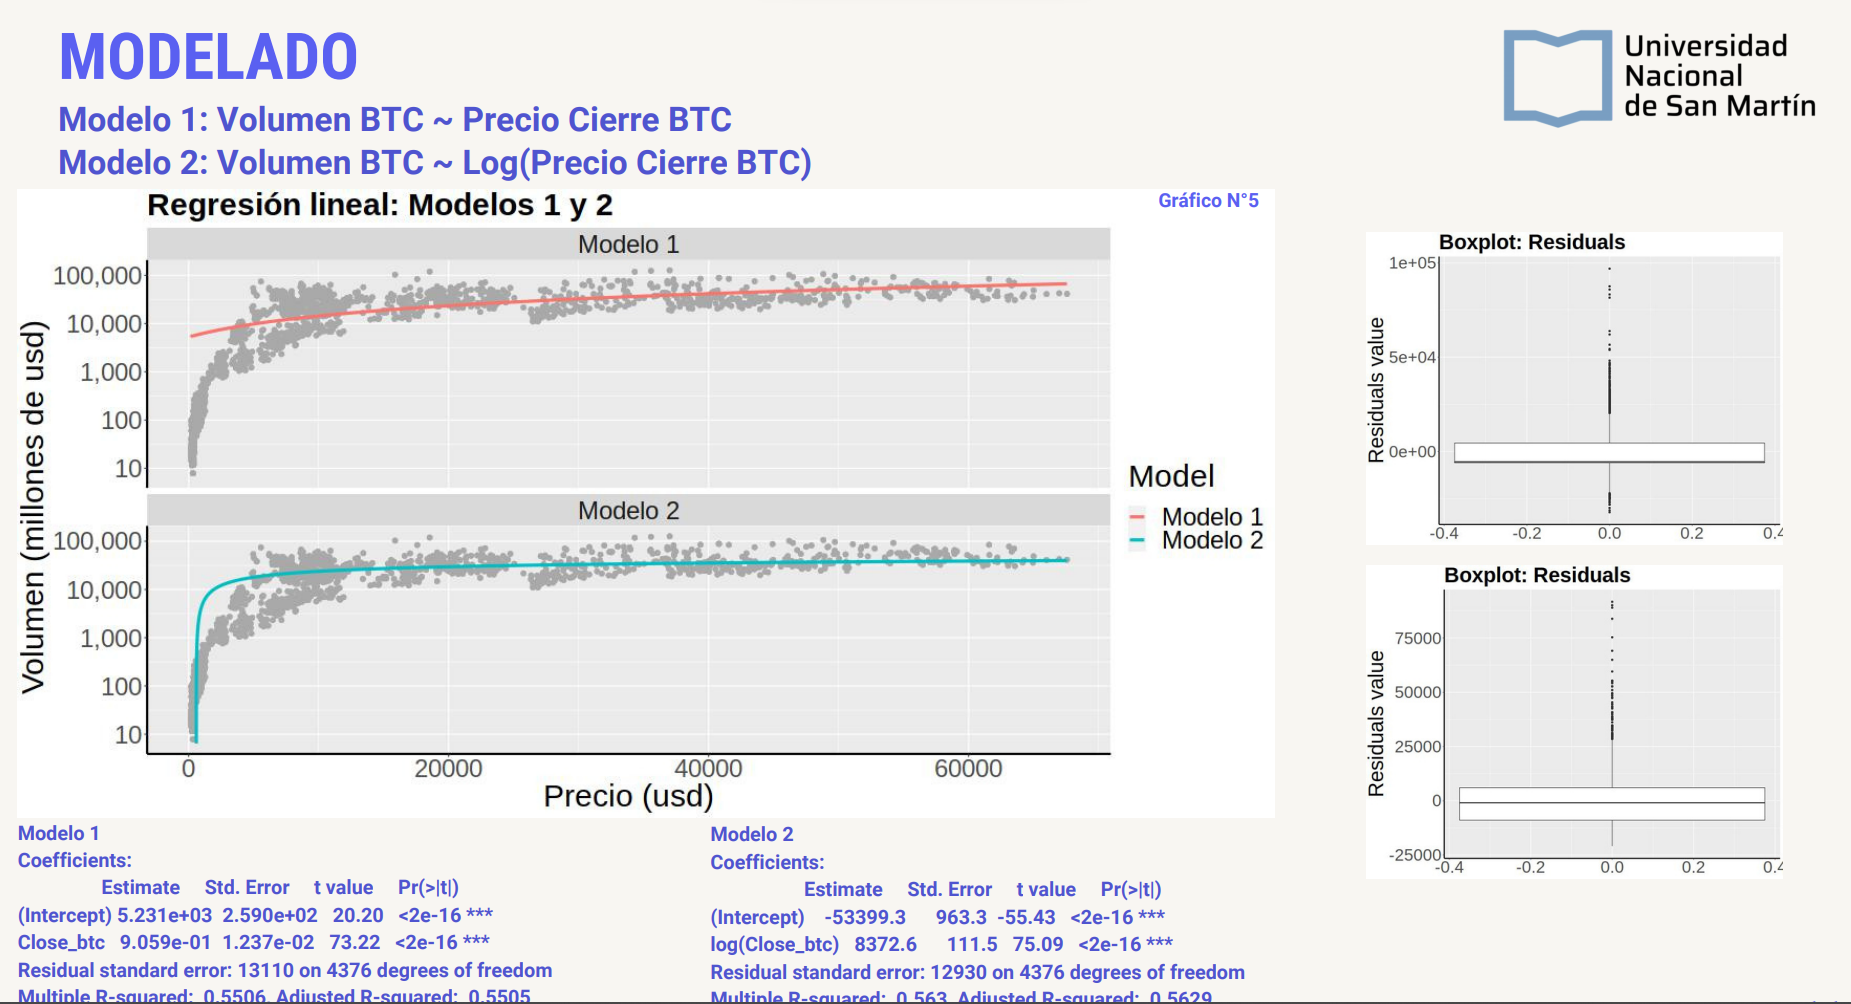 MODELADO
Modelo 1: Volumen BTC ~ Precio Cierre BTC
Modelo 2: Volumen BTC ~ Log(Precio Cierre BTC)
Universidad
Nacional
de San Martín
Regresión lineal: Modelos 1 y 2
Gráfico N°5
Modelo 1
100,000
10,000
1,000
100
10
Modelo 2
100,000
10,000
1,000
100
10
0 20000 40000 60000
Precio (usd)
Volumen (millones de usd)
Model
Modelo 1
Modelo 2
Boxplot: Residuals
Residuals value
1e+05
5e+04
0e+00
-0.4 -0.2 0.0 0.2 0.4
Boxplot: Residuals
Residuals value
75000
50000
25000
0
-25000
-0.4 -0.2 0.0 0.2 0.4
Modelo 1
Coefficients:
Estimate Std. Error t value Pr(>|t|)
(Intercept) 5.231e+03 2.590e+02 20.20 <2e-16 ***
Close_btc 9.059e-01 1.237e-02 73.22 <2e-16 ***
Residual standard error: 13110 on 4376 degrees of freedom
Multiple R-squared: 0.5506, Adjusted R-squared: 0.5505
Modelo 2
Coefficients:
Estimate Std. Error t value Pr(>|t|)
(Intercept) -53399.3 963.3 -55.43 <2e-16 ***
log(Close_btc) 8372.6 111.5 75.09 <2e-16 ***
Residual standard error: 12930 on 4376 degrees of freedom
Multiple R-squared: 0.563, Adjusted R-squared: 0.5629